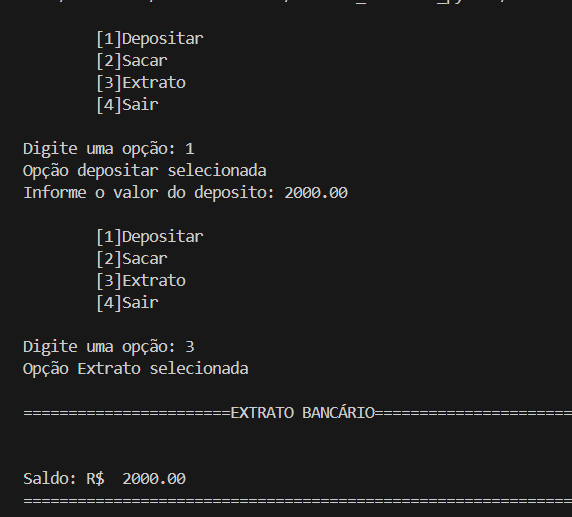 [1]Depositar
[2]Sacar
[3]Extrato
[4]Sair
Digite uma opção: 1
Opção depositar selecionada
Informe o valor do deposito: 2000.00
[1]Depositar
[2]Sacar
[3]Extrato
[4]Sair
Digite uma opção: 3
Opção Extrato selecionada
=======================EXTRATO BANCÁRIO======================
Saldo: R$  2000.00
=============================================================